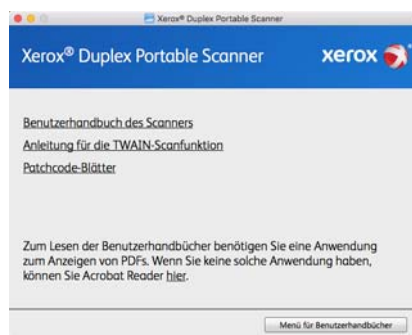 Xerox® Duplex Portable Scanner
Xerox® Duplex Portable Scanner
xerox
Benutzerhandbuch des Scanners
Anleitung für die TWAIN-Scanfunktion
Patchcode-Blätter
Zum Lesen der Benutzerhandbücher benötigen Sie eine Anwendung
zum Anzeigen von PDFs. Wenn Sie keine solche Anwendung haben,
können Sie Acrobat Reader hier.
Menü für Benutzerhandbücher